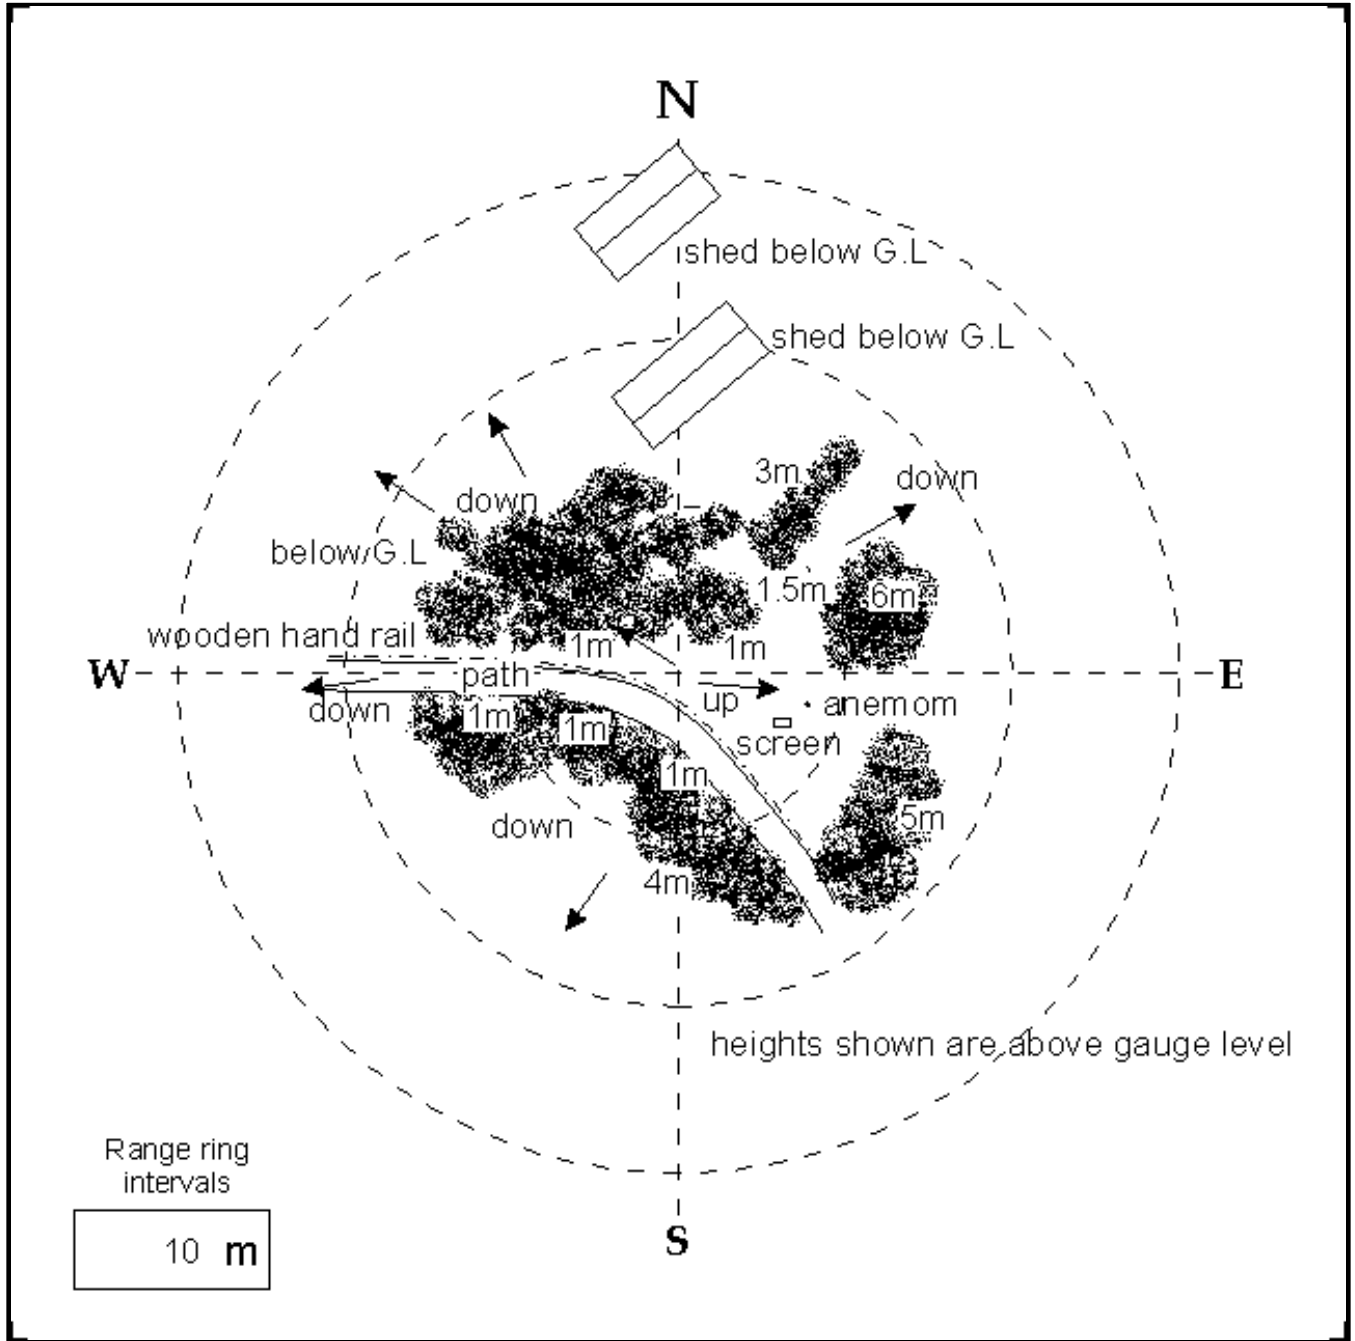 N
shed below G.L
shed below G.L
3m
down
down
below G.L
1.5m
6m
wooden hand rail
1m
1m
W
path
E
down
1m
up
anemom
1m
screen
1m
down
5m
4m
heights shown are above gauge level
Range ring
intervals
10 m
S